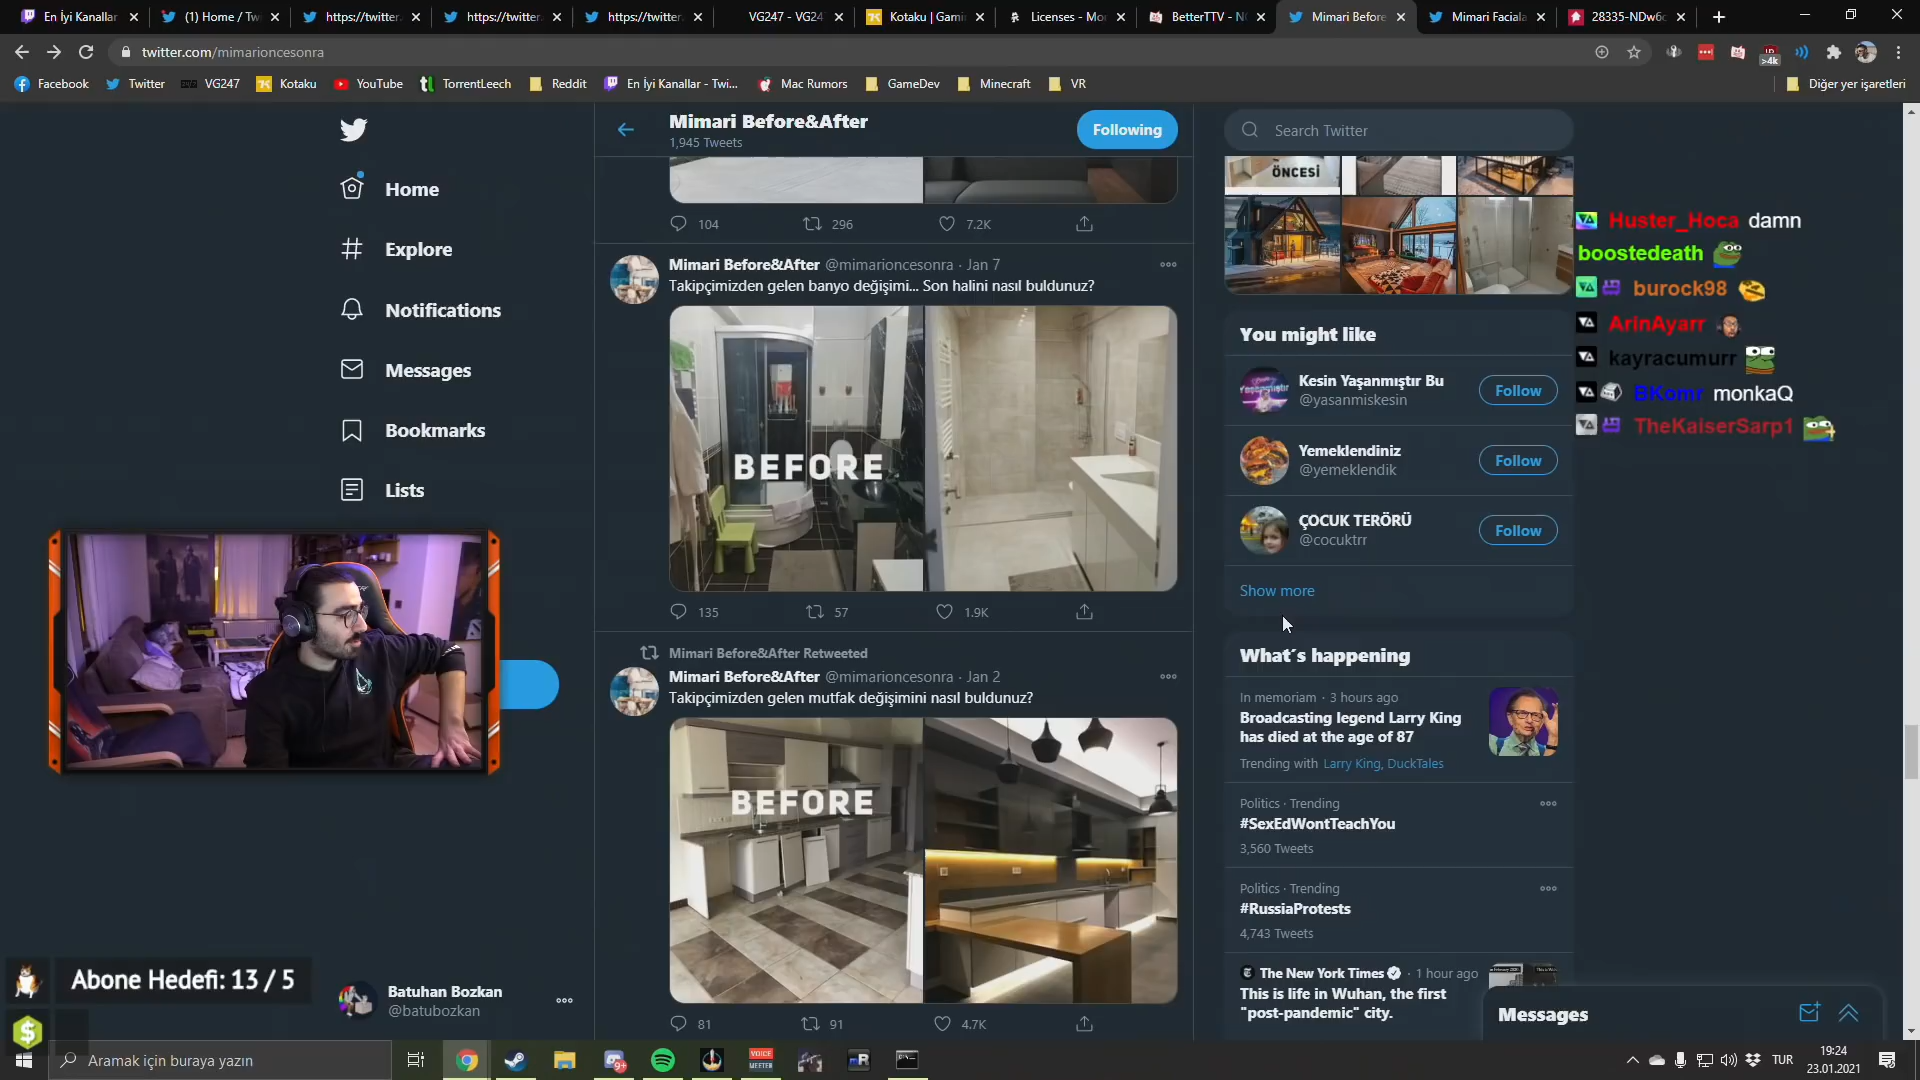 En İyi Kanallar
(1) Home / Tw
https://twitter
https://twitter
https://twitter
VG247 - VG24
Kotaku | Gami
Licenses - Mo
BetterTTV - N
Mimari Before
Mimari Faciala
28335-NDw6c
twitter.com/mimarioncesonra
>4k
Facebook
Twitter
VG247
Kotaku
YouTube
TorrentLeech
Reddit
En İyi Kanallar - Twi...
Mac Rumors
GameDev
Minecraft
VR
Diğer yer işaretleri
Home
Explore
Notifications
Messages
Bookmarks
Lists
Abone Hedefi: 13 / 5
Batuhan Bozkan
@batubozkan
Mimari Before&After
1,945 Tweets
Following
104 296 7.2K
Mimari Before&After @mimarioncesonra · Jan 7
Takipçimizden gelen banyo değişimi... Son halini nasıl buldunuz?
BEFORE
135 57 1.9K
Mimari Before&After Retweeted
Mimari Before&After @mimarioncesonra · Jan 2
Takipçimizden gelen mutfak değişimini nasıl buldunuz?
BEFORE
81 91 4.7K
Search Twitter
ÖNCESİ
You might like
Kesin Yaşanmıştır Bu
@yasanmiskesin
Follow
Yemeklendiniz
@yemeklendik
Follow
ÇOCUK TERÖRÜ
@cocuktrr
Follow
Show more
What's happening
In memoriam · 3 hours ago
Broadcasting legend Larry King
has died at the age of 87
Trending with Larry King, DuckTales
Politics · Trending
#SexEdWontTeachYou
3,560 Tweets
Politics · Trending
#RussiaProtests
4,743 Tweets
The New York Times · 1 hour ago
This is life in Wuhan, the first
"post-pandemic" city.
Messages
Huster_Hoca damn
boostedeath
burock98
ArinAyarr
kayracumurr
BKomr monkaQ
TheKaiserSarp1
Aramak için buraya yazın
9+
VOICE
MEETER
mR
TUR
19:24
23.01.2021